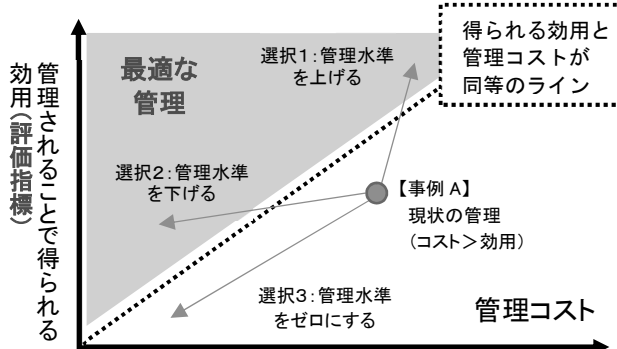 得られる効用と
管理コストが
同等のライン
最適な
管理
選択1:管理水準
を上げる
管理されることで得られる
効用(評価指標)
選択2:管理水準
を下げる
【事例 A】
現状の管理
(コスト>効用)
選択3:管理水準
をゼロにする
管理コスト